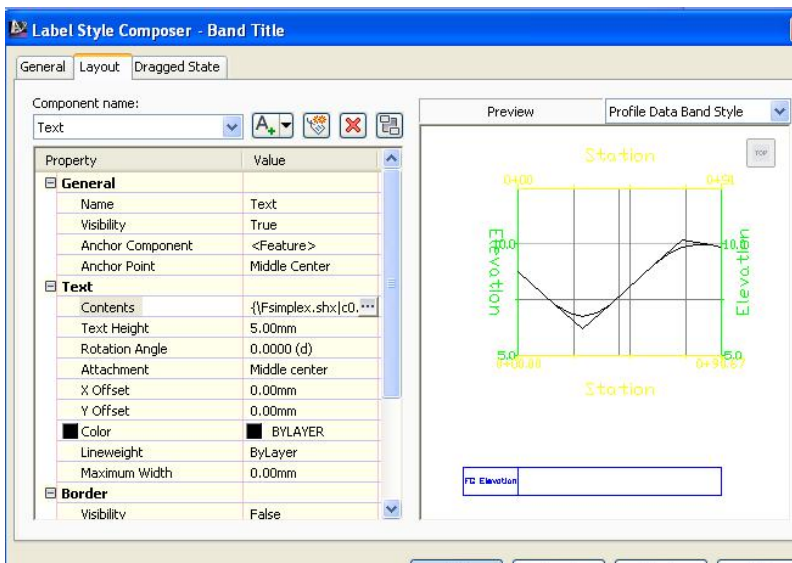 Label Style Composer - Band Title
General Layout Dragged State
Component name:
Text
Property Value
General
Name Text
Visibility True
Anchor Component <Feature>
Anchor Point Middle Center
Text
Contents {\Fsimplex.shx|c0. ...
Text Height 5.00mm
Rotation Angle 0.0000 (d)
Attachment Middle center
X Offset 0.00mm
Y Offset 0.00mm
Color BYLAYER
Lineweight ByLayer
Maximum Width 0.00mm
Border
Visibility False
Preview Profile Data Band Style
TOP
Station
0+00
Elevation
10.0 10.0
Elevation
5.0 5.0
Station
FG Elevation